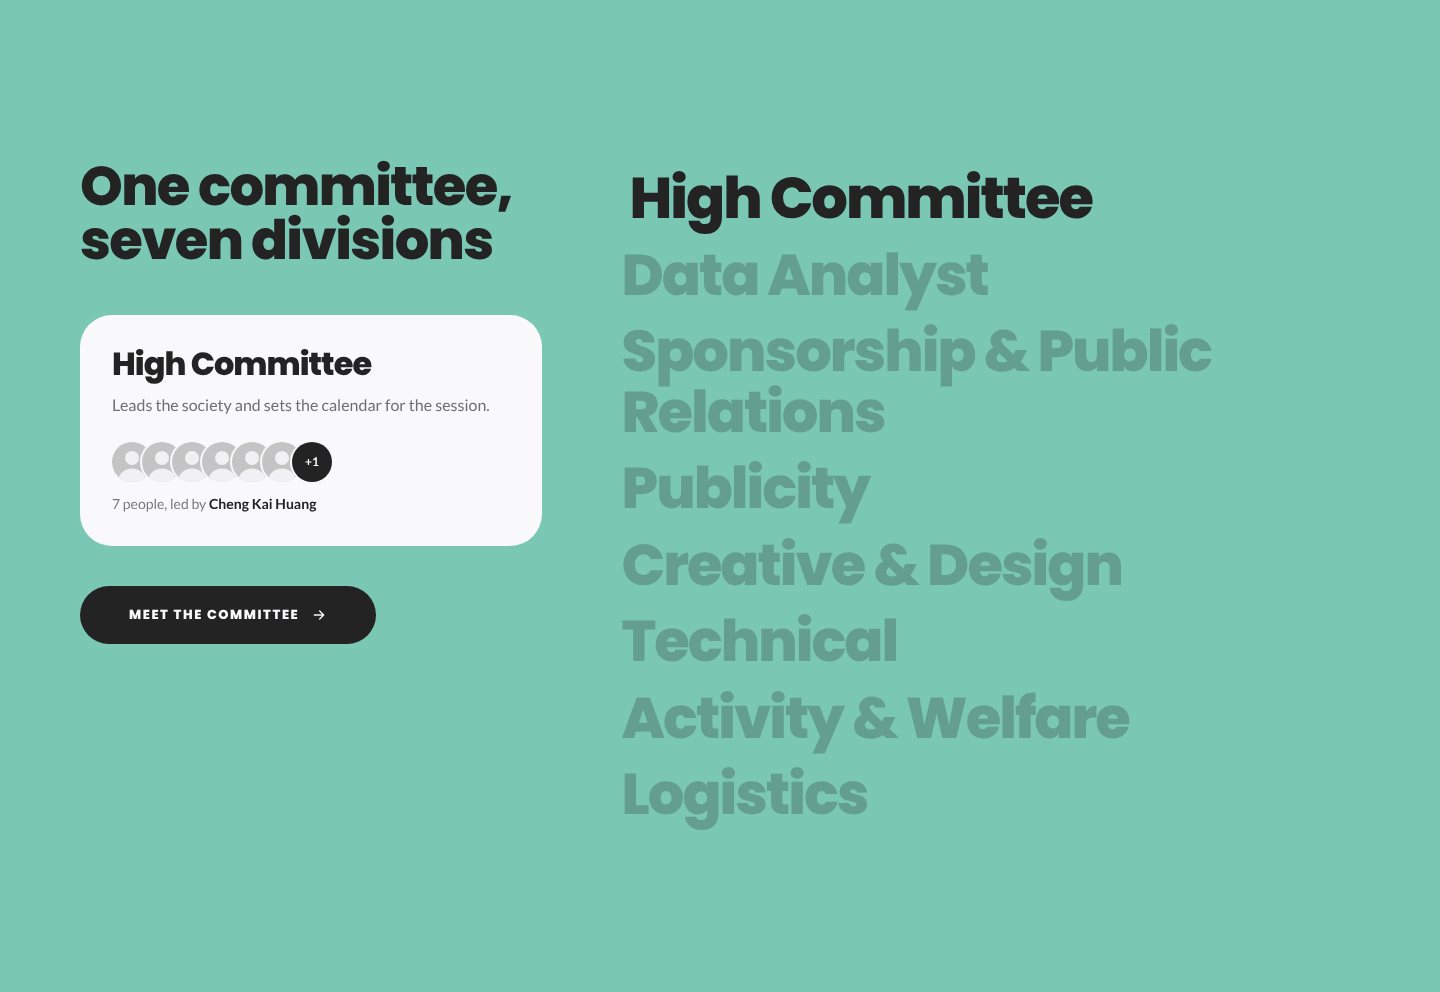 One committee,
seven divisions
High Committee
Leads the society and sets the calendar for the session.
+1
7 people, led by Cheng Kai Huang
MEET THE COMMITTEE →
High Committee
Data Analyst
Sponsorship & Public
Relations
Publicity
Creative & Design
Technical
Activity & Welfare
Logistics